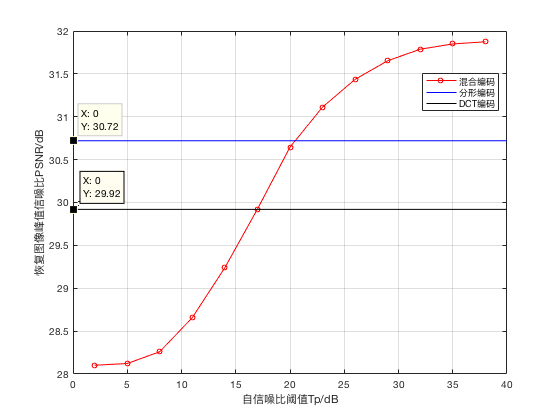 32
31.5
31
30.5
30
29.5
29
28.5
28
恢复图像峰值信噪比PSNR/dB
X: 0
Y: 30.72
X: 0
Y: 29.92
混合编码
分形编码
DCT编码
0 5 10 15 20 25 30 35 40
自信噪比阈值Tp/dB